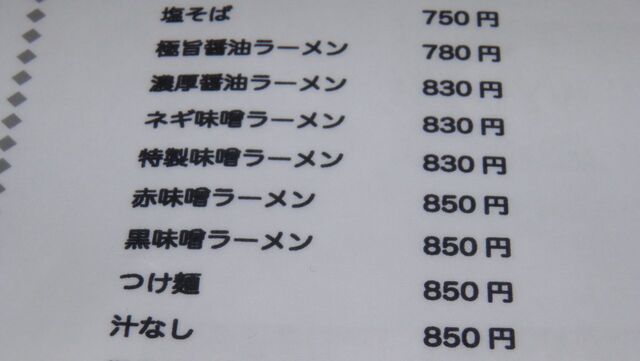 塩そば 750円
極旨醤油ラーメン 780円
濃厚醤油ラーメン 830円
ネギ味噌ラーメン 830円
特製味噌ラーメン 830円
赤味噌ラーメン 850円
黒味噌ラーメン 850円
つけ麺 850円
汁なし 850円